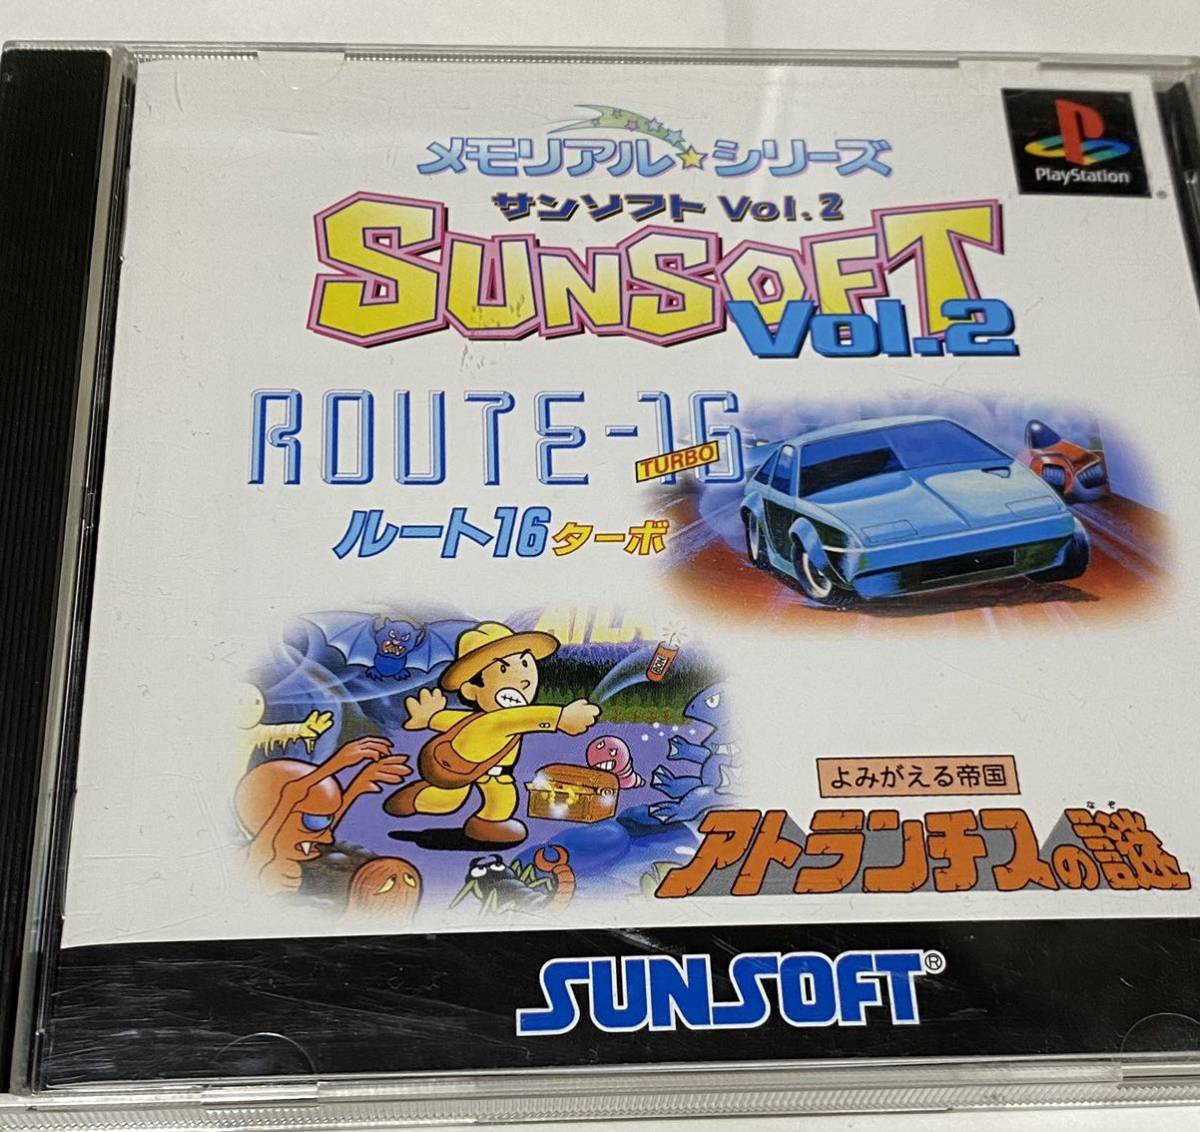 メモリアル☆シリーズ
PlayStation
サンソフト Vol.2
SUNSOFT
Vol.2
ROUTE-16
TURBO
ルート16ターボ
よみがえる帝国
なぞ
アトランチスの謎
SUNSOFT®